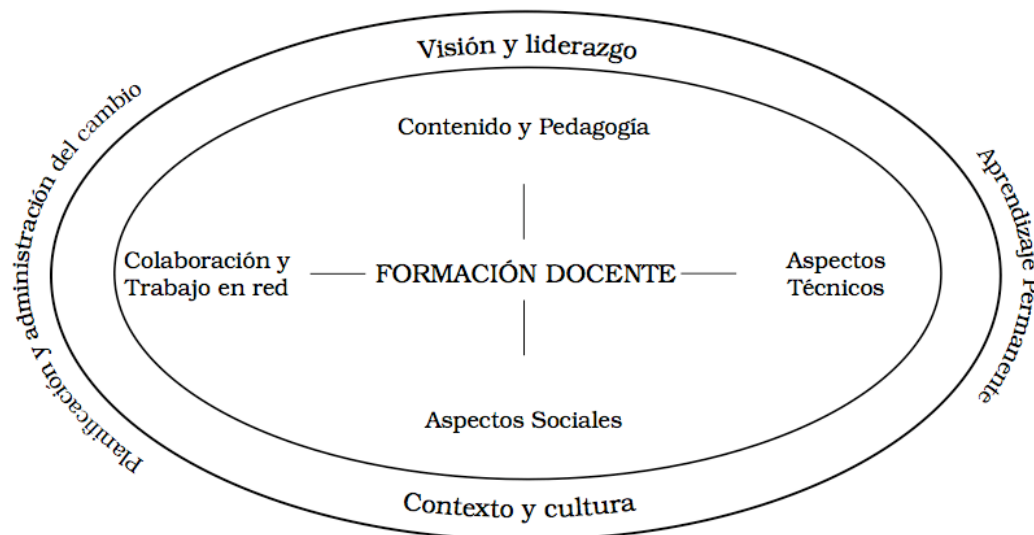 Visión y liderazgo
Contenido y Pedagogía
Planificación y administración del cambio
Colaboración y
Trabajo en red
FORMACIÓN DOCENTE
Aspectos
Técnicos
Aprendizaje Permanente
Aspectos Sociales
Contexto y cultura